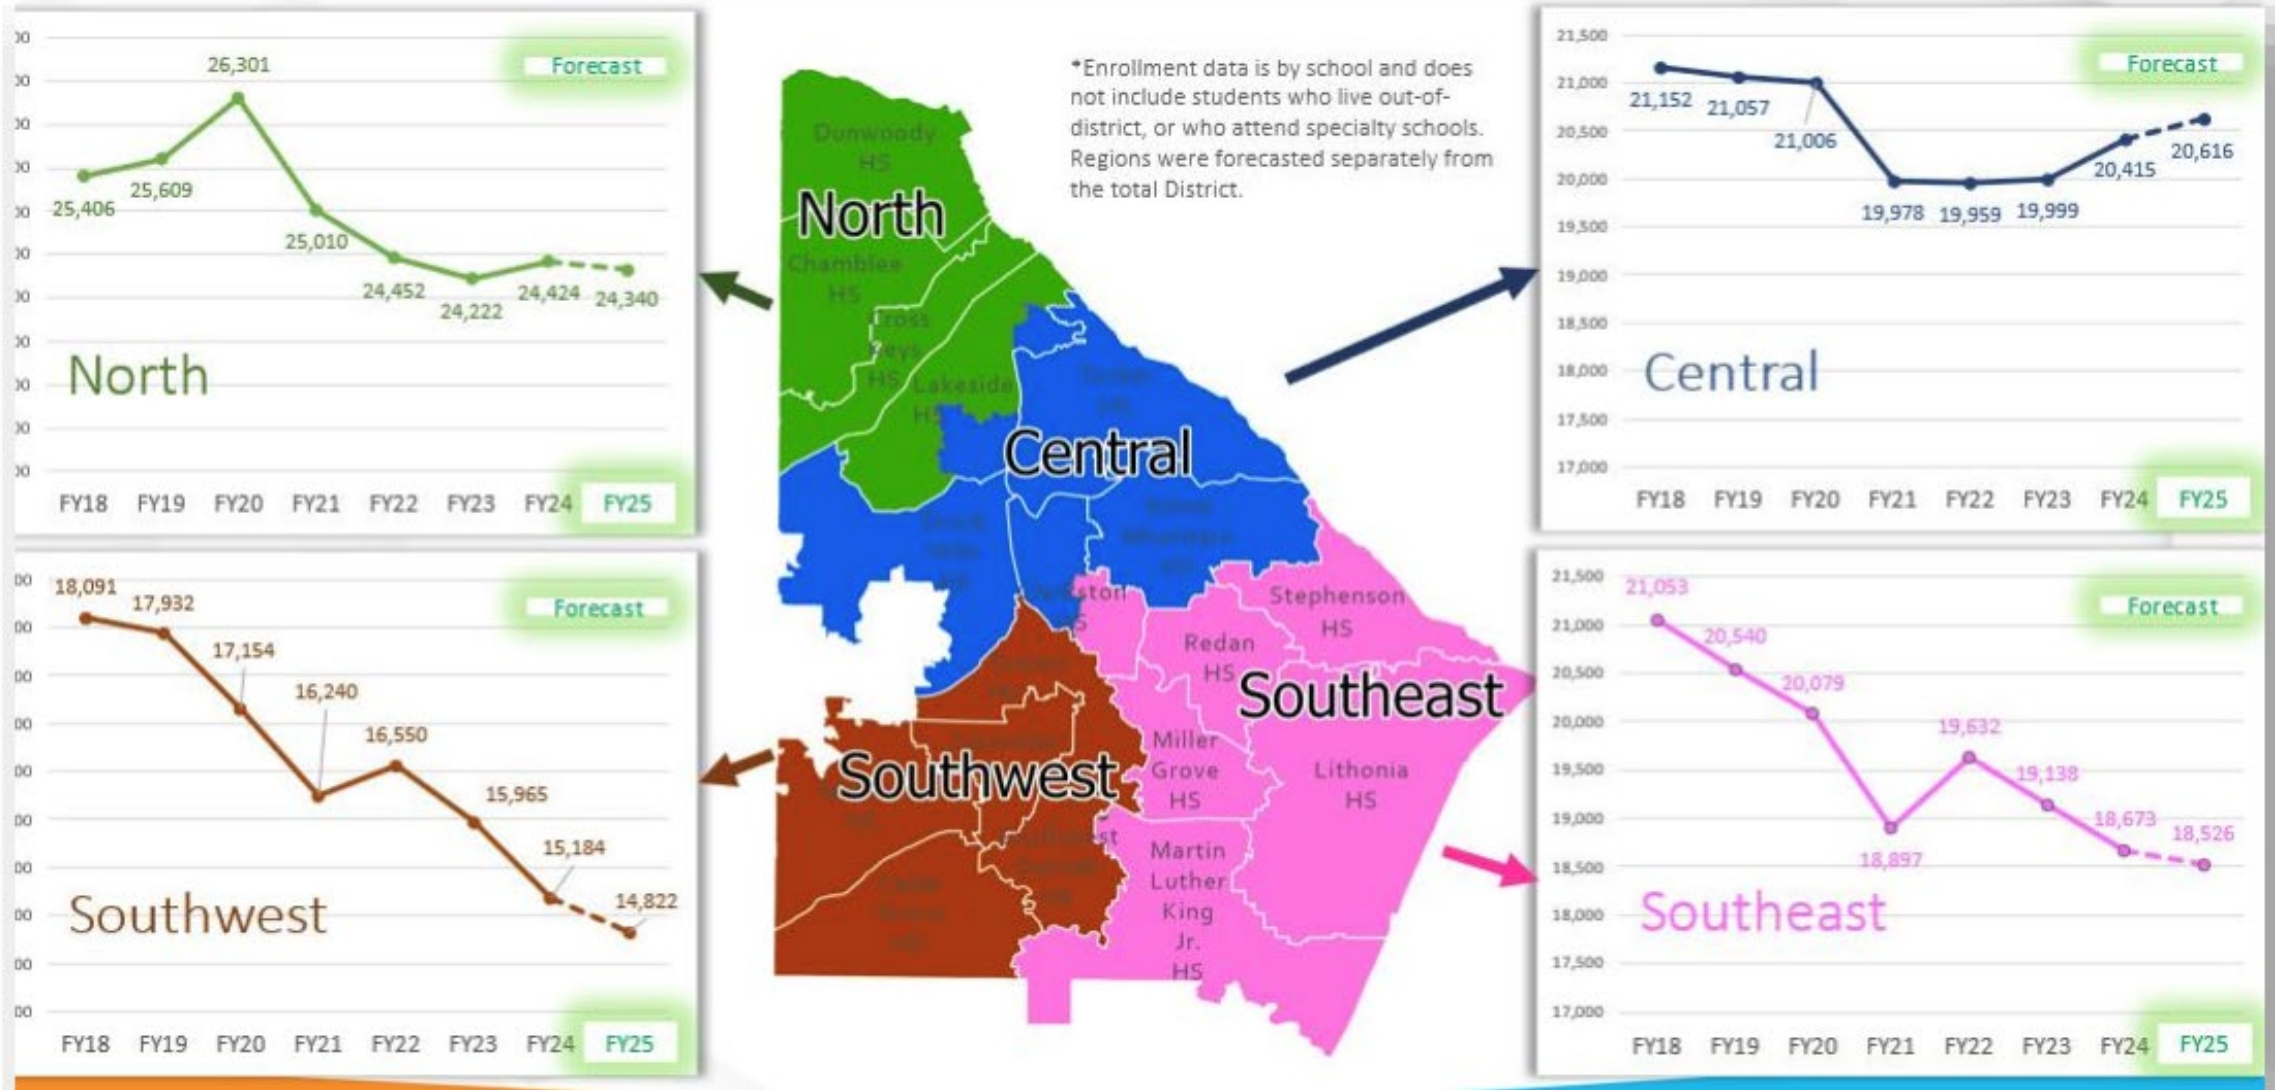 26,301
Forecast
25,406
25,609
25,010
24,452
24,222
24,424
24,340
North
FY18 FY19 FY20 FY21 FY22 FY23 FY24 FY25
*Enrollment data is by school and does
not include students who live out-of-
district, or who attend specialty schools.
Regions were forecasted separately from
the total District.
21,500
21,000
20,500
20,000
19,500
19,000
18,500
18,000
17,500
17,000
Forecast
21,152
21,057
21,006
19,978
19,959
19,999
20,415
20,616
Central
FY18 FY19 FY20 FY21 FY22 FY23 FY24 FY25
Dunwoody
HS
North
Chamblee
HS
Cross
Keys
HS
Lakeside
HS
Central
Stephenson
HS
Redan
HS
Southeast
Miller
Grove
HS
Lithonia
HS
Southwest
Martin
Luther
King
Jr.
HS
18,091
17,932
17,154
16,240
16,550
15,965
15,184
14,822
Forecast
Southwest
FY18 FY19 FY20 FY21 FY22 FY23 FY24 FY25
21,500
21,000
20,500
20,000
19,500
19,000
18,500
18,000
17,500
17,000
Forecast
21,053
20,540
20,079
18,897
19,632
19,138
18,673
18,526
Southeast
FY18 FY19 FY20 FY21 FY22 FY23 FY24 FY25